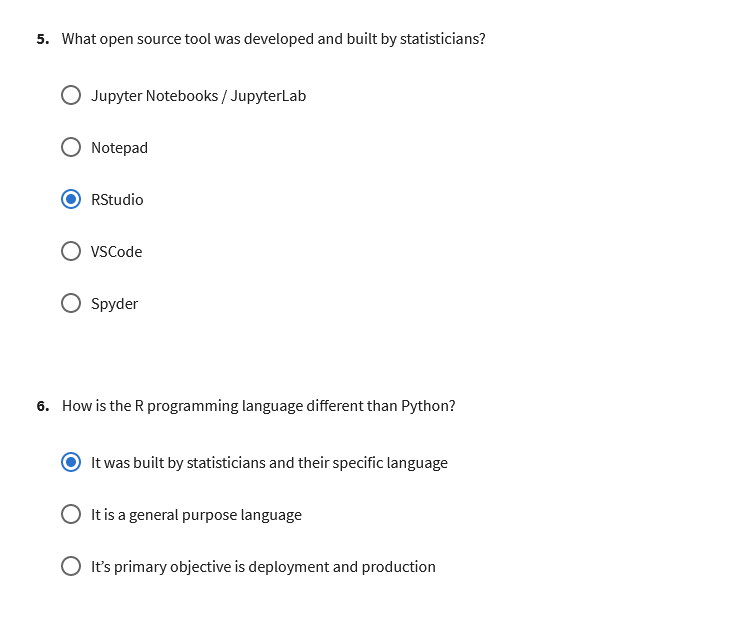 5. What open source tool was developed and built by statisticians?
Jupyter Notebooks / JupyterLab
Notepad
RStudio
VSCode
Spyder
6. How is the R programming language different than Python?
It was built by statisticians and their specific language
It is a general purpose language
It’s primary objective is deployment and production